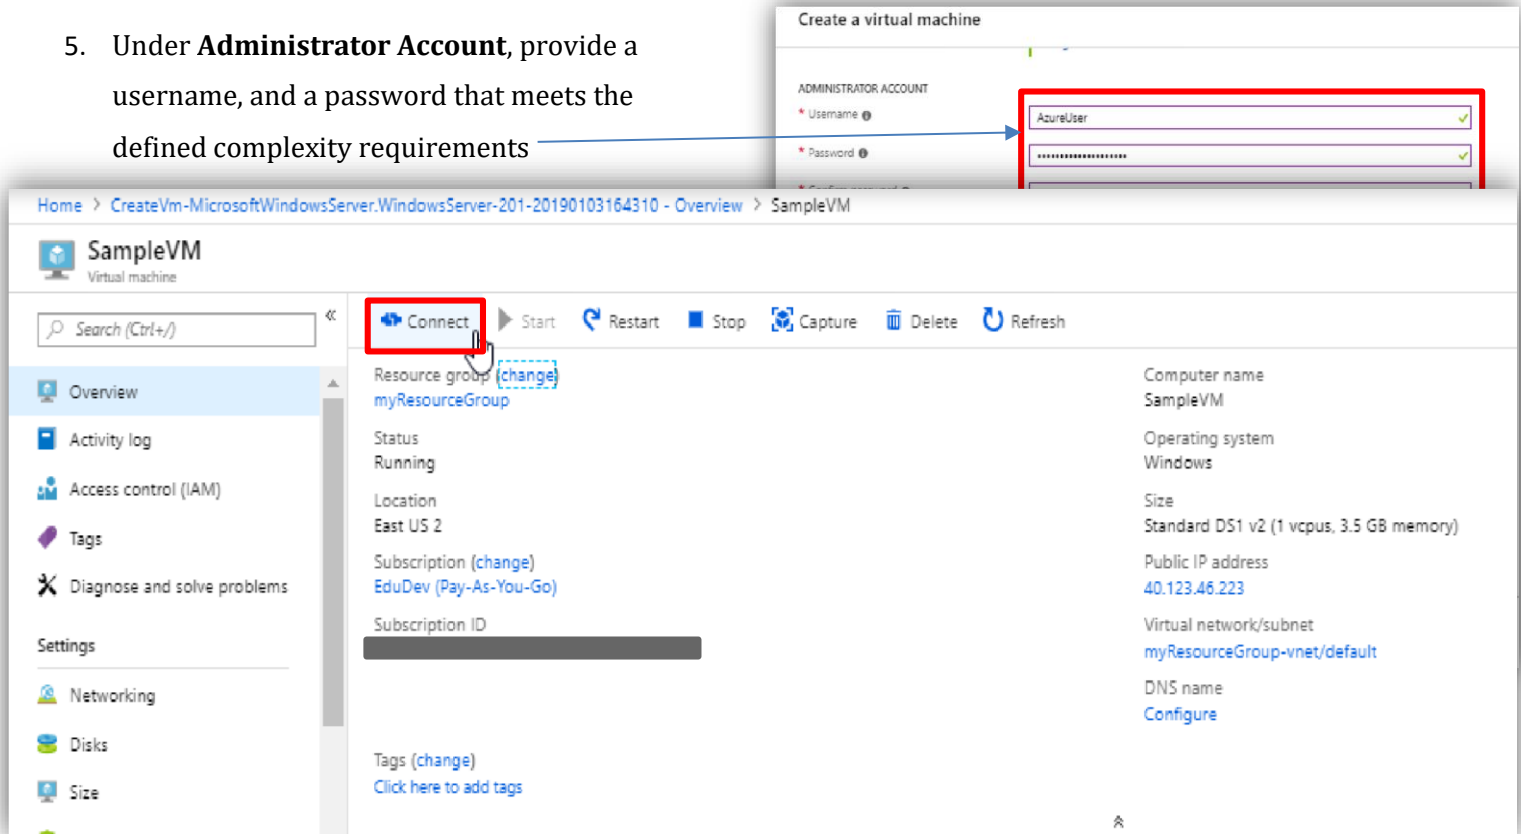 5. Under Administrator Account, provide a
username, and a password that meets the
defined complexity requirements
Create a virtual machine
ADMINISTRATOR ACCOUNT
* Username
AzureUser
* Password
••••••••••••••••••••
Home > CreateVm-MicrosoftWindowsServer.WindowsServer-201-20190103164310 - Overview > SampleVM
SampleVM
Virtual machine
Search (Ctrl+/)
«
Connect
Start
Restart
Stop
Capture
Delete
Refresh
Overview
Activity log
Access control (IAM)
Tags
Diagnose and solve problems
Settings
Networking
Disks
Size
Resource group (change)
myResourceGroup
Status
Running
Location
East US 2
Subscription (change)
EduDev (Pay-As-You-Go)
Subscription ID
Tags (change)
Click here to add tags
Computer name
SampleVM
Operating system
Windows
Size
Standard DS1 v2 (1 vcpus, 3.5 GB memory)
Public IP address
40.123.46.223
Virtual network/subnet
myResourceGroup-vnet/default
DNS name
Configure